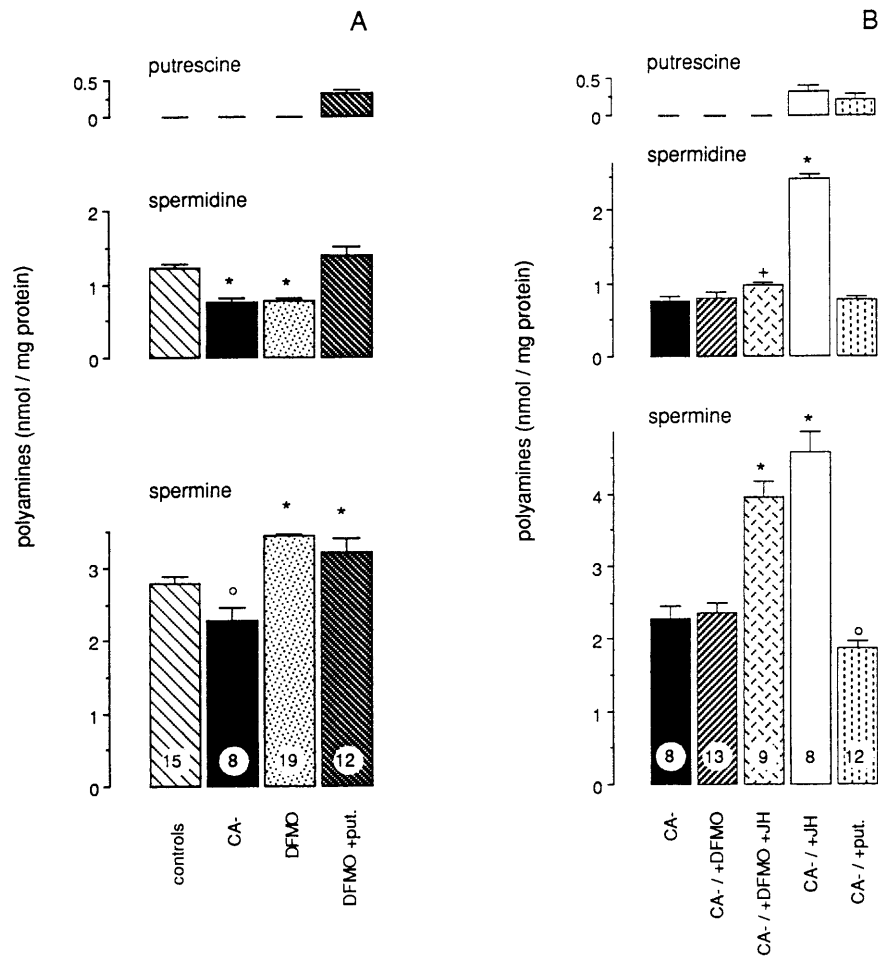 A
putrescine
0.5
0
spermidine
2
1
0
* *
spermine
3
2
1
0
° * *
15 8 19 12
controls
CA-
DFMO
DFMO +put.
polyamines (nmol / mg protein)
B
putrescine
0.5
0
spermidine
2
1
0
+ *
spermine
4
3
2
1
0
* * °
8 13 9 8 12
CA-
CA- / +DFMO
CA- / +DFMO +JH
CA- / +JH
CA- / +put.
polyamines (nmol / mg protein)